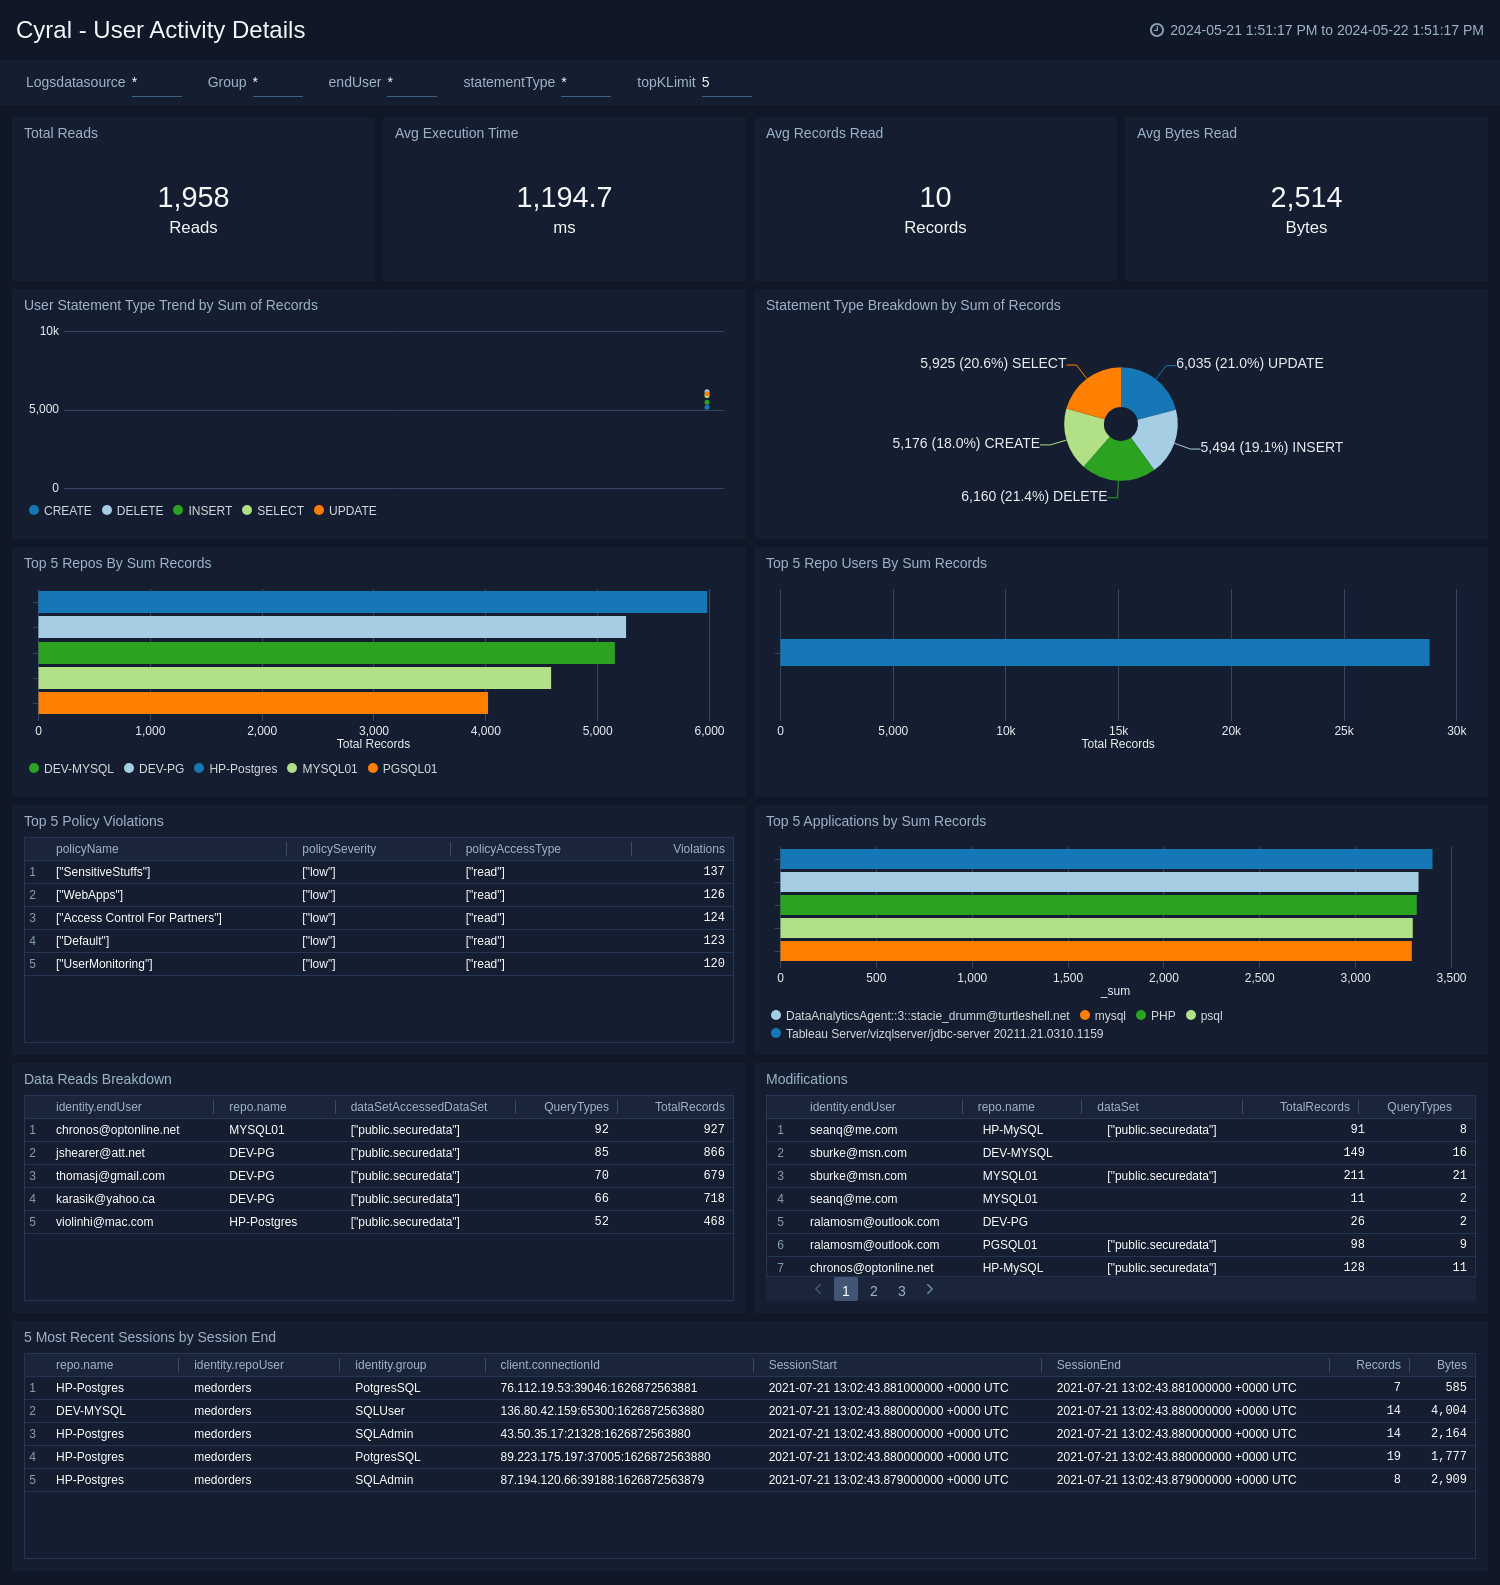 Cyral - User Activity Details
2024-05-21 1:51:17 PM to 2024-05-22 1:51:17 PM
Logsdatasource * Group * endUser * statementType * topKLimit 5
Total Reads
1,958
Reads
Avg Execution Time
1,194.7
ms
Avg Records Read
10
Records
Avg Bytes Read
2,514
Bytes
User Statement Type Trend by Sum of Records
10k
5,000
0
CREATE DELETE INSERT SELECT UPDATE
Statement Type Breakdown by Sum of Records
5,925 (20.6%) SELECT
6,035 (21.0%) UPDATE
5,176 (18.0%) CREATE
5,494 (19.1%) INSERT
6,160 (21.4%) DELETE
Top 5 Repos By Sum Records
0 1,000 2,000 3,000 4,000 5,000 6,000
Total Records
DEV-MYSQL DEV-PG HP-Postgres MYSQL01 PGSQL01
Top 5 Repo Users By Sum Records
0 5,000 10k 15k 20k 25k 30k
Total Records
Top 5 Policy Violations
policyName policySeverity policyAccessType Violations
1 ["SensitiveStuffs"] ["low"] ["read"] 137
2 ["WebApps"] ["low"] ["read"] 126
3 ["Access Control For Partners"] ["low"] ["read"] 124
4 ["Default"] ["low"] ["read"] 123
5 ["UserMonitoring"] ["low"] ["read"] 120
Top 5 Applications by Sum Records
0 500 1,000 1,500 2,000 2,500 3,000 3,500
_sum
DataAnalyticsAgent::3::stacie_drumm@turtleshell.net mysql PHP psql
Tableau Server/vizqlserver/jdbc-server 20211.21.0310.1159
Data Reads Breakdown
identity.endUser repo.name dataSetAccessedDataSet QueryTypes TotalRecords
1 chronos@optonline.net MYSQL01 ["public.securedata"] 92 927
2 jshearer@att.net DEV-PG ["public.securedata"] 85 866
3 thomasj@gmail.com DEV-PG ["public.securedata"] 70 679
4 karasik@yahoo.ca DEV-PG ["public.securedata"] 66 718
5 violinhi@mac.com HP-Postgres ["public.securedata"] 52 468
Modifications
identity.endUser repo.name dataSet TotalRecords QueryTypes
1 seanq@me.com HP-MySQL ["public.securedata"] 91 8
2 sburke@msn.com DEV-MYSQL 149 16
3 sburke@msn.com MYSQL01 ["public.securedata"] 211 21
4 seanq@me.com MYSQL01 11 2
5 ralamosm@outlook.com DEV-PG 26 2
6 ralamosm@outlook.com PGSQL01 ["public.securedata"] 98 9
7 chronos@optonline.net HP-MySQL ["public.securedata"] 128 11
1 2 3
5 Most Recent Sessions by Session End
repo.name identity.repoUser identity.group client.connectionId SessionStart SessionEnd Records Bytes
1 HP-Postgres medorders PotgresSQL 76.112.19.53:39046:1626872563881 2021-07-21 13:02:43.881000000 +0000 UTC 2021-07-21 13:02:43.881000000 +0000 UTC 7 585
2 DEV-MYSQL medorders SQLUser 136.80.42.159:65300:1626872563880 2021-07-21 13:02:43.880000000 +0000 UTC 2021-07-21 13:02:43.880000000 +0000 UTC 14 4,004
3 HP-Postgres medorders SQLAdmin 43.50.35.17:21328:1626872563880 2021-07-21 13:02:43.880000000 +0000 UTC 2021-07-21 13:02:43.880000000 +0000 UTC 14 2,164
4 HP-Postgres medorders PotgresSQL 89.223.175.197:37005:1626872563880 2021-07-21 13:02:43.880000000 +0000 UTC 2021-07-21 13:02:43.880000000 +0000 UTC 19 1,777
5 HP-Postgres medorders SQLAdmin 87.194.120.66:39188:1626872563879 2021-07-21 13:02:43.879000000 +0000 UTC 2021-07-21 13:02:43.879000000 +0000 UTC 8 2,909